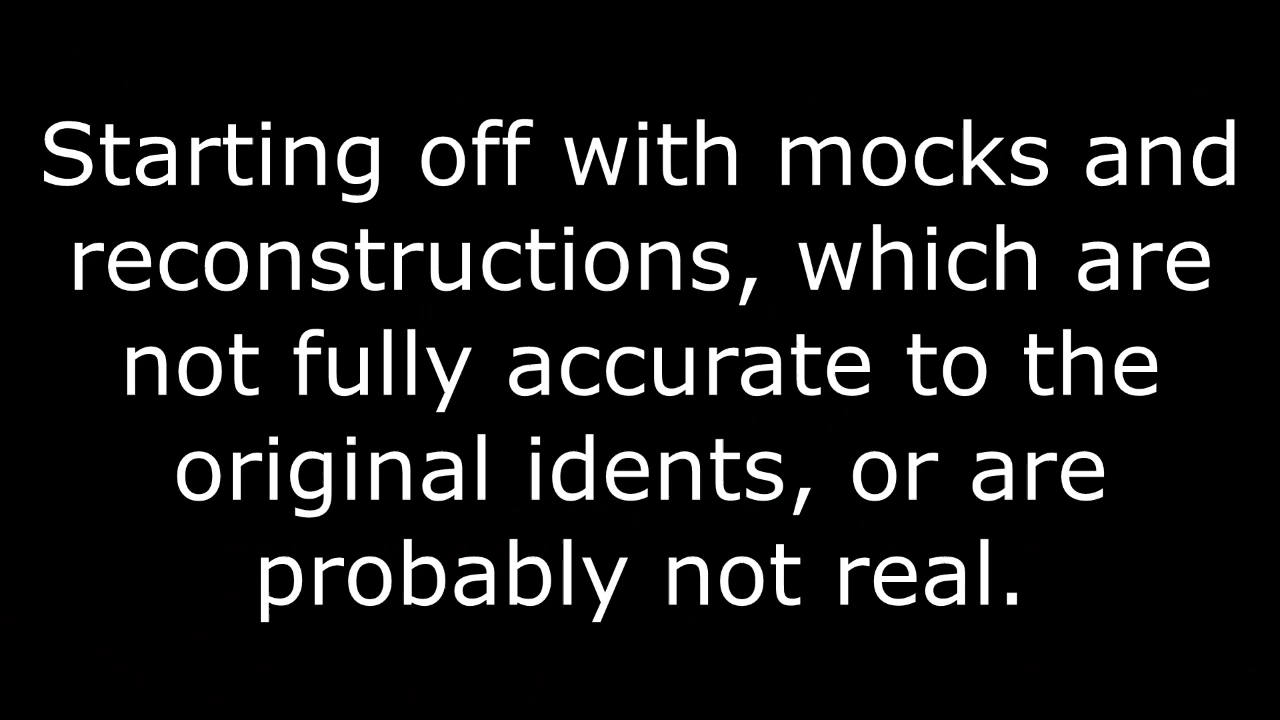 Starting off with mocks and
reconstructions, which are
not fully accurate to the
original idents, or are
probably not real.